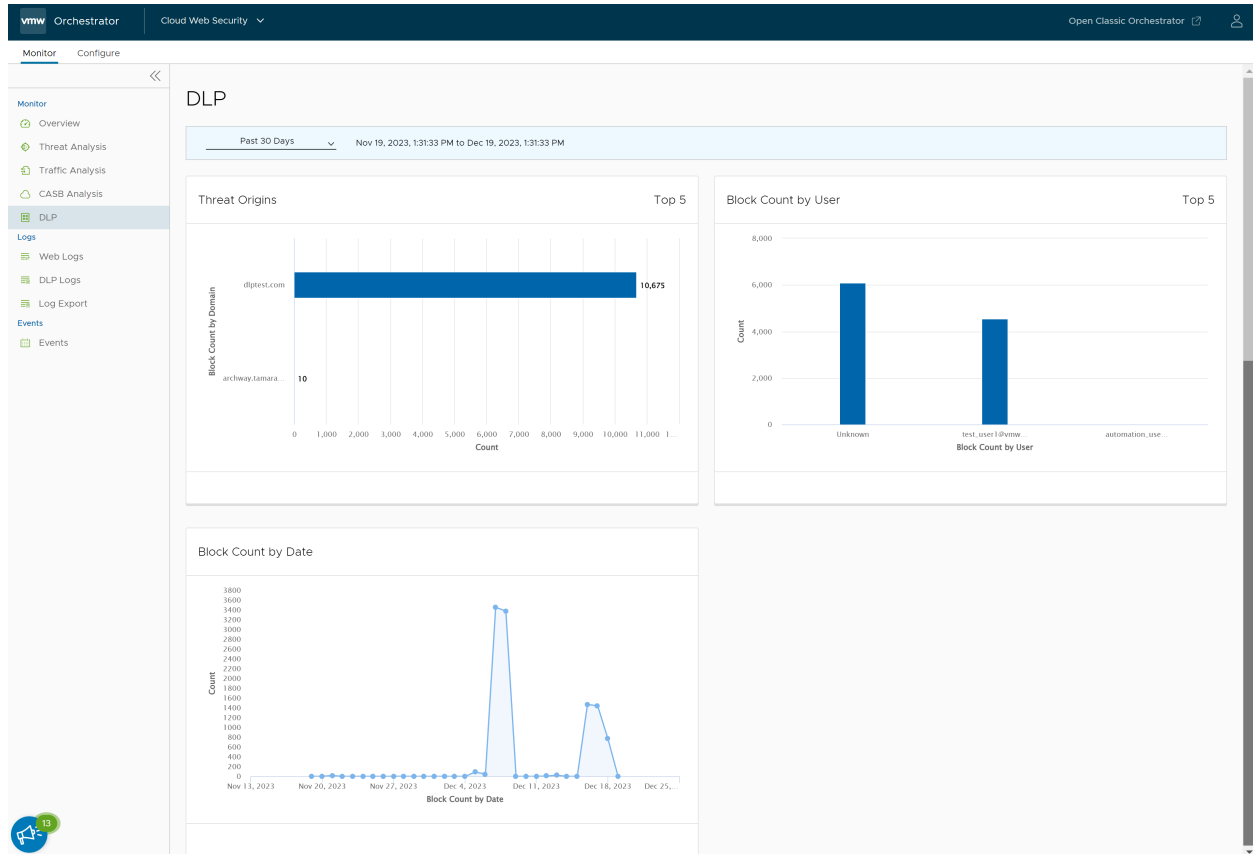 vmw Orchestrator Cloud Web Security Open Classic Orchestrator
Monitor Configure
Monitor
Overview
Threat Analysis
Traffic Analysis
CASB Analysis
DLP
Logs
Web Logs
DLP Logs
Log Export
Events
Events
13
DLP
Past 30 Days Nov 19, 2023, 1:31:33 PM to Dec 19, 2023, 1:31:33 PM
Threat Origins Top 5
Block Count by Domain
dlptest.com 10,675
archway.tamara... 10
0 1,000 2,000 3,000 4,000 5,000 6,000 7,000 8,000 9,000 10,000 11,000 1...
Count
Block Count by User Top 5
Count
8,000
6,000
4,000
2,000
0
Unknown test_user1@vmw... automation_use...
Block Count by User
Block Count by Date
Count
3800
3600
3400
3200
3000
2800
2600
2400
2200
2000
1800
1600
1400
1200
1000
800
600
400
200
0
Nov 13, 2023 Nov 20, 2023 Nov 27, 2023 Dec 4, 2023 Dec 11, 2023 Dec 18, 2023 Dec 25,...
Block Count by Date